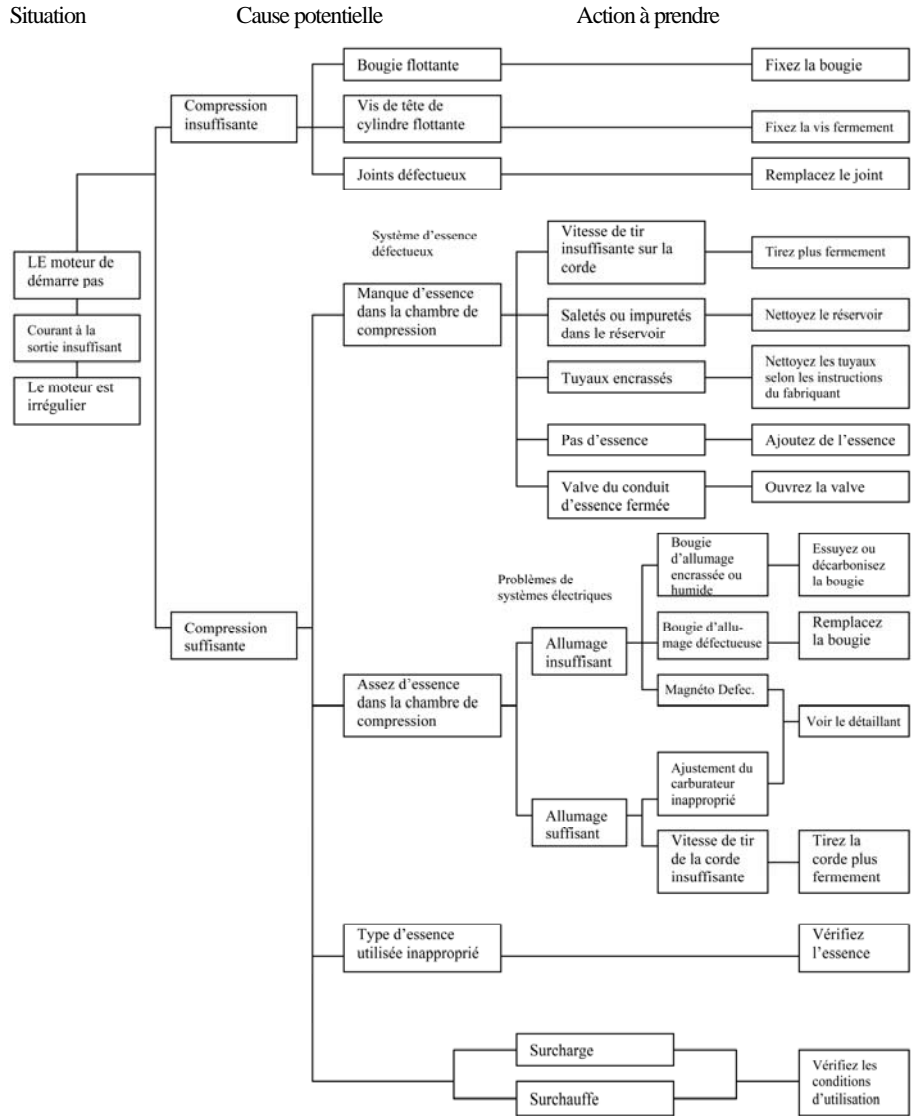 Situation
Cause potentielle
Action à prendre
Bougie flottante
Fixez la bougie
Compression
insuffisante
Vis de tête de
cylindre flottante
Fixez la vis fermement
Joints défectueux
Remplacez le joint
LE moteur de
démarre pas
Courant à la
sortie insuffisant
Le moteur est
irrégulier
Système d'essence
défectueux
Manque d'essence
dans la chambre de
compression
Vitesse de tir
insuffisante sur la
corde
Tirez plus fermement
Saletés ou impuretés
dans le réservoir
Nettoyez le réservoir
Tuyaux encrassés
Nettoyez les tuyaux
selon les instructions
du fabriquant
Pas d'essence
Ajoutez de l'essence
Valve du conduit
d'essence fermée
Ouvrez la valve
Compression
suffisante
Problèmes de
systèmes électriques
Assez d'essence
dans la chambre de
compression
Allumage
insuffisant
Bougie
d'allumage
encrassée ou
humide
Essuyez ou
décarbonisez
la bougie
Bougie d'allu-
mage défectueuse
Remplacez
la bougie
Magnéto Defec.
Voir le détaillant
Allumage
suffisant
Ajustement du
carburateur
inapproprié
Vitesse de tir
de la corde
insuffisante
Tirez la
corde plus
fermement
Type d'essence
utilisée inapproprié
Vérifiez
l'essence
Surcharge
Surchauffe
Vérifiez les
conditions
d'utilisation